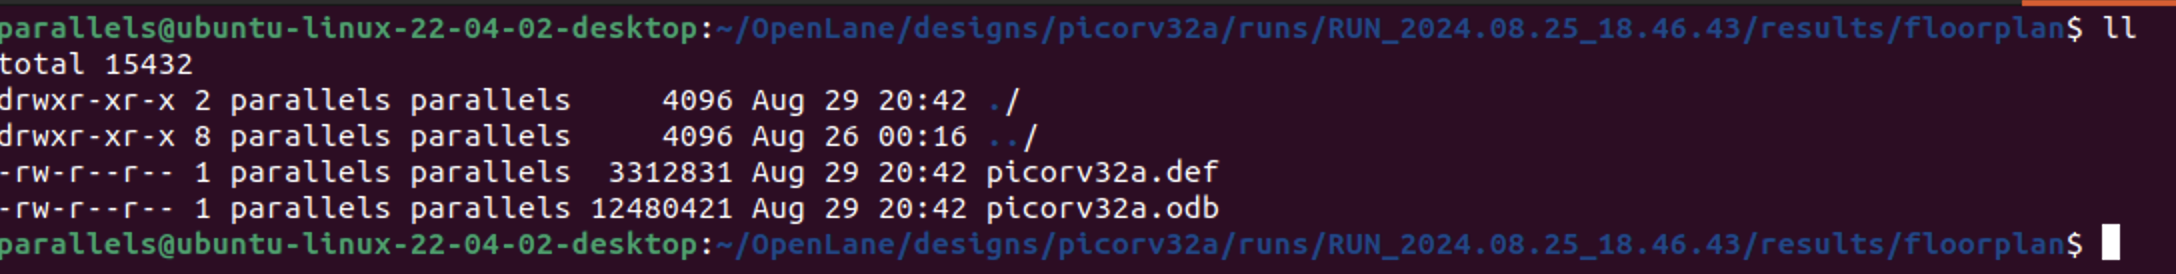 parallels@ubuntu-linux-22-04-02-desktop:~/OpenLane/designs/picorv32a/runs/RUN_2024.08.25_18.46.43/results/floorplan$ ll
total 15432
drwxr-xr-x 2 parallels parallels     4096 Aug 29 20:42 ./
drwxr-xr-x 8 parallels parallels     4096 Aug 26 00:16 ../
-rw-r--r-- 1 parallels parallels  3312831 Aug 29 20:42 picorv32a.def
-rw-r--r-- 1 parallels parallels 12480421 Aug 29 20:42 picorv32a.odb
parallels@ubuntu-linux-22-04-02-desktop:~/OpenLane/designs/picorv32a/runs/RUN_2024.08.25_18.46.43/results/floorplan$